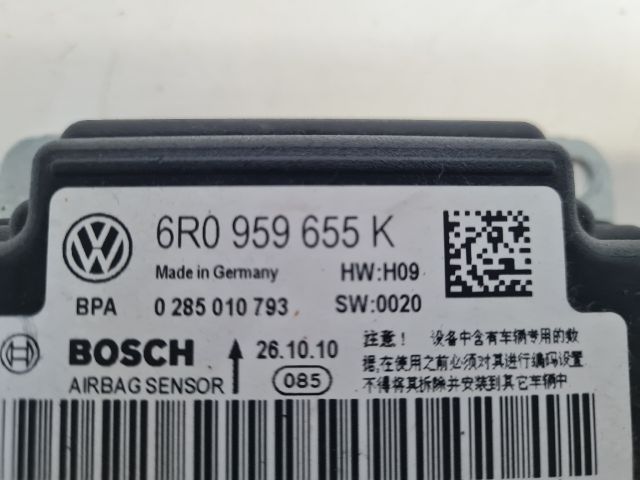 6R0 959 655 K
Made in Germany HW:H09
BPA 0 285 010 793 SW:0020
BOSCH 26.10.10
AIRBAG SENSOR 085
注意！ 设备中含有车辆专用的数
据,在使用之前必须对其进行编码设置
不得将其拆除并安装到其它车辆中